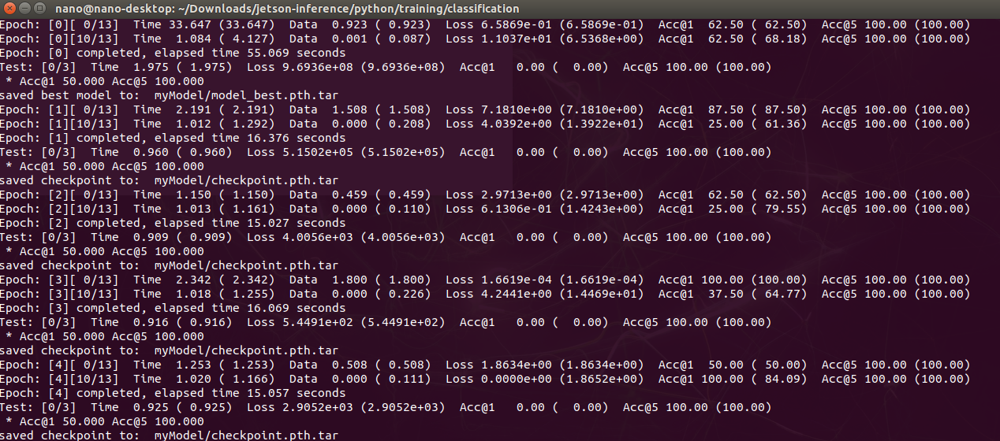 nano@nano-desktop: ~/Downloads/jetson-inference/python/training/classification
Epoch: [0][ 0/13]  Time 33.647 (33.647)  Data  0.923 ( 0.923)  Loss 6.5869e-01 (6.5869e-01)  Acc@1  62.50 ( 62.50)  Acc@5 100.00 (100.00)
Epoch: [0][10/13]  Time  1.084 ( 4.127)  Data  0.001 ( 0.087)  Loss 1.1037e+01 (6.5368e+00)  Acc@1  62.50 ( 68.18)  Acc@5 100.00 (100.00)
Epoch: [0] completed, elapsed time 55.069 seconds
Test: [0/3]  Time  1.975 ( 1.975)  Loss 9.6936e+08 (9.6936e+08)  Acc@1   0.00 (  0.00)  Acc@5 100.00 (100.00)
 * Acc@1 50.000 Acc@5 100.000
saved best model to:  myModel/model_best.pth.tar
Epoch: [1][ 0/13]  Time  2.191 ( 2.191)  Data  1.508 ( 1.508)  Loss 7.1810e+00 (7.1810e+00)  Acc@1  87.50 ( 87.50)  Acc@5 100.00 (100.00)
Epoch: [1][10/13]  Time  1.012 ( 1.292)  Data  0.000 ( 0.208)  Loss 4.0392e+00 (1.3922e+01)  Acc@1  25.00 ( 61.36)  Acc@5 100.00 (100.00)
Epoch: [1] completed, elapsed time 16.376 seconds
Test: [0/3]  Time  0.960 ( 0.960)  Loss 5.1502e+05 (5.1502e+05)  Acc@1   0.00 (  0.00)  Acc@5 100.00 (100.00)
 * Acc@1 50.000 Acc@5 100.000
saved checkpoint to:  myModel/checkpoint.pth.tar
Epoch: [2][ 0/13]  Time  1.150 ( 1.150)  Data  0.459 ( 0.459)  Loss 2.9713e+00 (2.9713e+00)  Acc@1  62.50 ( 62.50)  Acc@5 100.00 (100.00)
Epoch: [2][10/13]  Time  1.013 ( 1.161)  Data  0.000 ( 0.110)  Loss 6.1306e-01 (1.4243e+01)  Acc@1  25.00 ( 79.55)  Acc@5 100.00 (100.00)
Epoch: [2] completed, elapsed time 15.027 seconds
Test: [0/3]  Time  0.909 ( 0.909)  Loss 4.0056e+03 (4.0056e+03)  Acc@1   0.00 (  0.00)  Acc@5 100.00 (100.00)
 * Acc@1 50.000 Acc@5 100.000
saved checkpoint to:  myModel/checkpoint.pth.tar
Epoch: [3][ 0/13]  Time  2.342 ( 2.342)  Data  1.800 ( 1.800)  Loss 1.6619e-04 (1.6619e-04)  Acc@1 100.00 (100.00)  Acc@5 100.00 (100.00)
Epoch: [3][10/13]  Time  1.018 ( 1.255)  Data  0.000 ( 0.226)  Loss 4.2441e+00 (1.4469e+01)  Acc@1  37.50 ( 64.77)  Acc@5 100.00 (100.00)
Epoch: [3] completed, elapsed time 16.069 seconds
Test: [0/3]  Time  0.916 ( 0.916)  Loss 5.4491e+02 (5.4491e+02)  Acc@1   0.00 (  0.00)  Acc@5 100.00 (100.00)
 * Acc@1 50.000 Acc@5 100.000
saved checkpoint to:  myModel/checkpoint.pth.tar
Epoch: [4][ 0/13]  Time  1.253 ( 1.253)  Data  0.508 ( 0.508)  Loss 1.8634e+00 (1.8634e+00)  Acc@1  50.00 ( 50.00)  Acc@5 100.00 (100.00)
Epoch: [4][10/13]  Time  1.020 ( 1.166)  Data  0.000 ( 0.111)  Loss 0.0000e+00 (1.8652e+00)  Acc@1 100.00 ( 84.09)  Acc@5 100.00 (100.00)
Epoch: [4] completed, elapsed time 15.057 seconds
Test: [0/3]  Time  0.925 ( 0.925)  Loss 2.9052e+03 (2.9052e+03)  Acc@1   0.00 (  0.00)  Acc@5 100.00 (100.00)
 * Acc@1 50.000 Acc@5 100.000
saved checkpoint to:  myModel/checkpoint.pth.tar